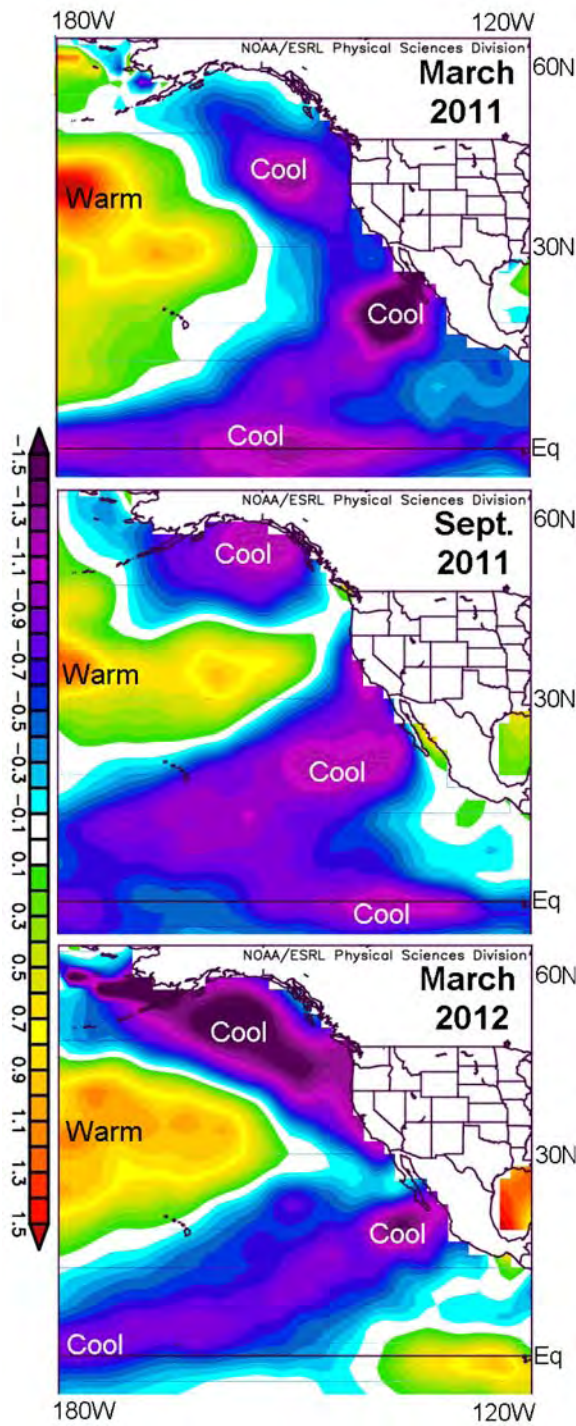 180W 120W
NOAA/ESRL Physical Sciences Division
March
2011
60N
Cool
Warm
30N
Cool
Cool
Eq
NOAA/ESRL Physical Sciences Division
Sept.
2011
60N
Cool
Warm
30N
Cool
Cool
Eq
NOAA/ESRL Physical Sciences Division
March
2012
60N
Cool
Warm
30N
Cool
Cool
Eq
180W 120W
-1.5
-1.3
-1.1
-0.9
-0.7
-0.5
-0.3
-0.1
0.1
0.3
0.5
0.7
0.9
1.1
1.3
1.5